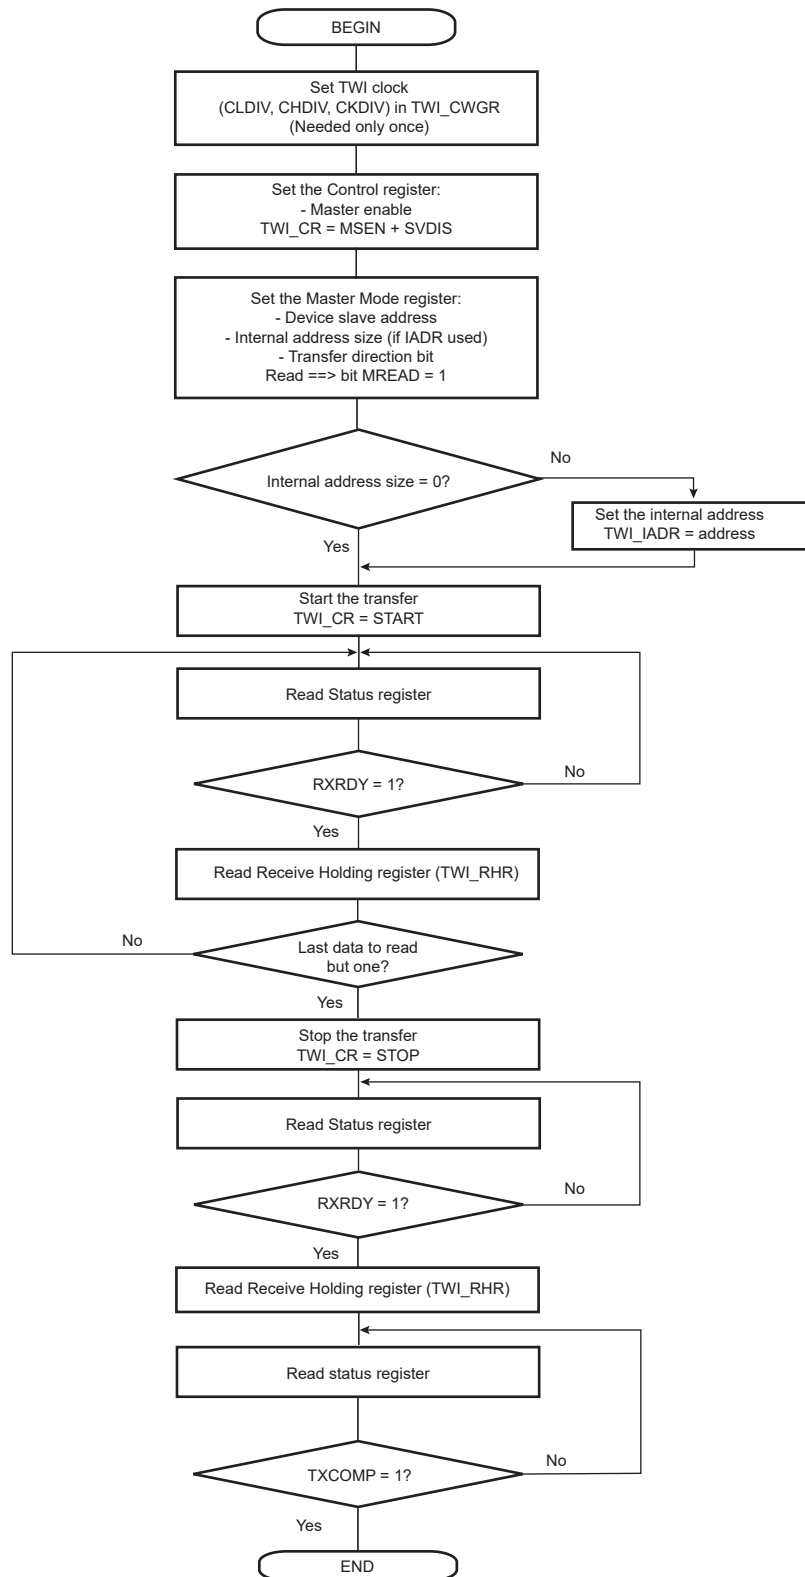 BEGIN
Set TWI clock
(CLDIV, CHDIV, CKDIV) in TWI_CWGR
(Needed only once)
Set the Control register:
- Master enable
TWI_CR = MSEN + SVDIS
Set the Master Mode register:
- Device slave address
- Internal address size (if IADR used)
- Transfer direction bit
Read ==> bit MREAD = 1
Internal address size = 0?
No
Set the internal address
TWI_IADR = address
Yes
Start the transfer
TWI_CR = START
Read Status register
RXRDY = 1?
No
Yes
Read Receive Holding register (TWI_RHR)
No
Last data to read
but one?
Yes
Stop the transfer
TWI_CR = STOP
Read Status register
RXRDY = 1?
No
Yes
Read Receive Holding register (TWI_RHR)
Read status register
TXCOMP = 1?
No
Yes
END